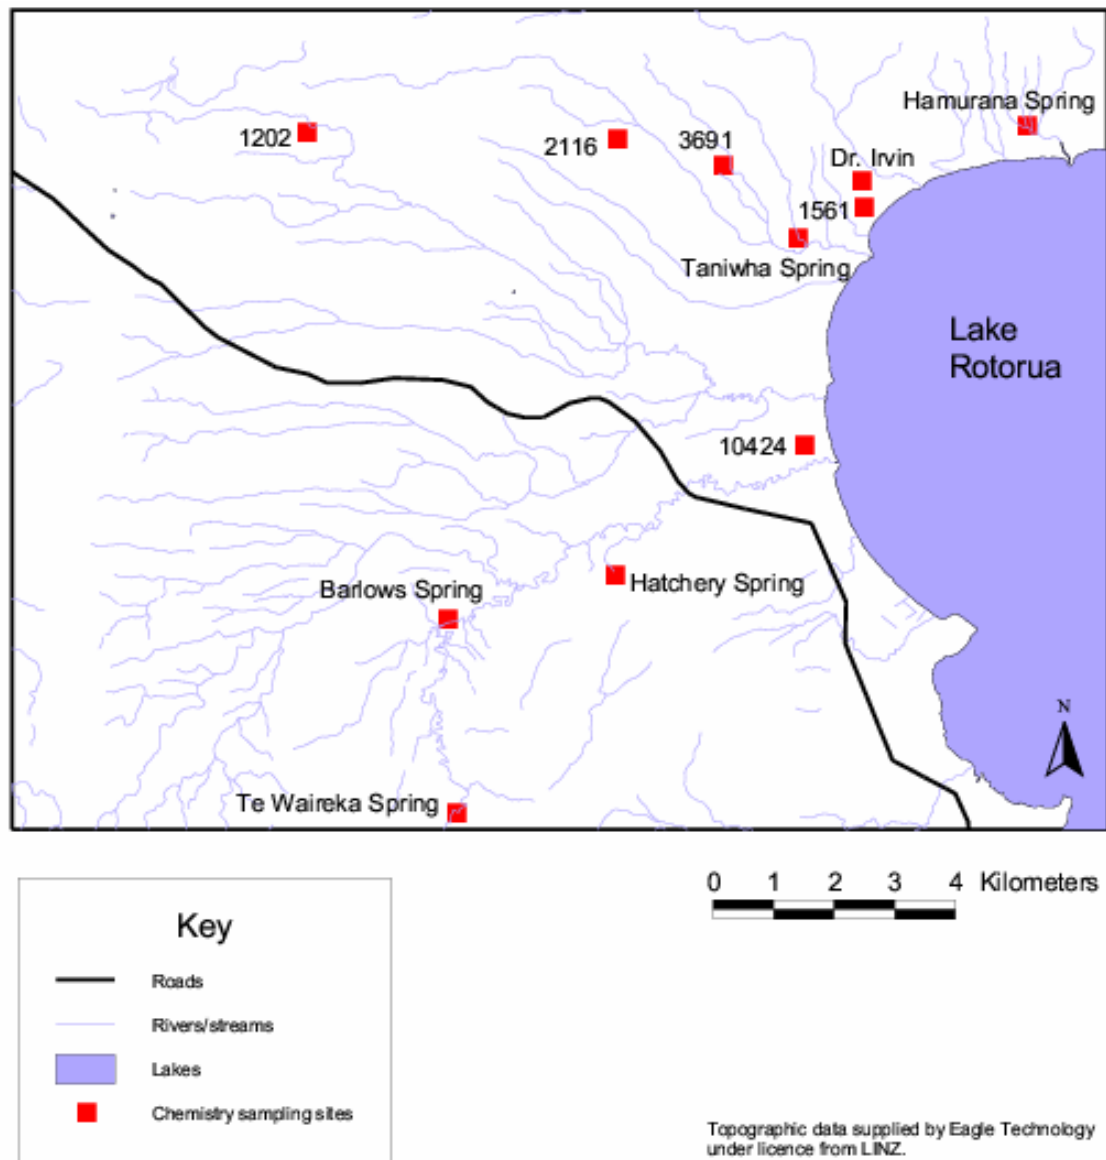 Hamurana Spring
1202
2116
3691
Dr. Irvin
1561
Taniwha Spring
Lake
Rotorua
10424
Barlows Spring
Hatchery Spring
N
Te Waireka Spring
0 1 2 3 4 Kilometers
Key
Roads
Rivers/streams
Lakes
Chemistry sampling sites
Topographic data supplied by Eagle Technology
under licence from LINZ.